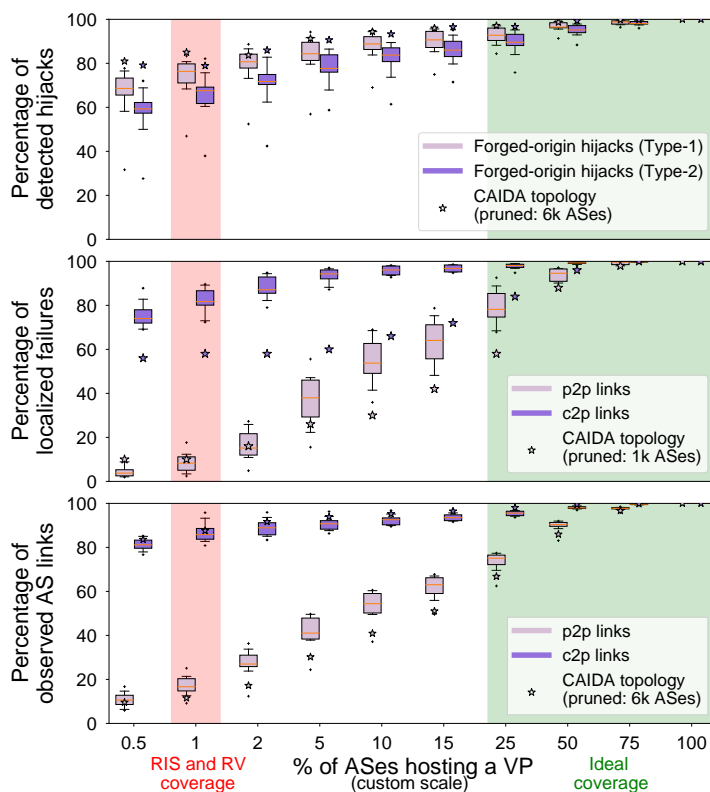 Percentage of
detected hijacks
100
80
60
40
20
0
Forged-origin hijacks (Type-1)
Forged-origin hijacks (Type-2)
CAIDA topology
(pruned: 6k ASes)
Percentage of
localized failures
100
80
60
40
20
0
p2p links
c2p links
CAIDA topology
(pruned: 1k ASes)
Percentage of
observed AS links
100
80
60
40
20
0
p2p links
c2p links
CAIDA topology
(pruned: 6k ASes)
0.5 1 2 5 10 15 25 50 75 100
RIS and RV
coverage
% of ASes hosting a VP
(custom scale)
Ideal
coverage